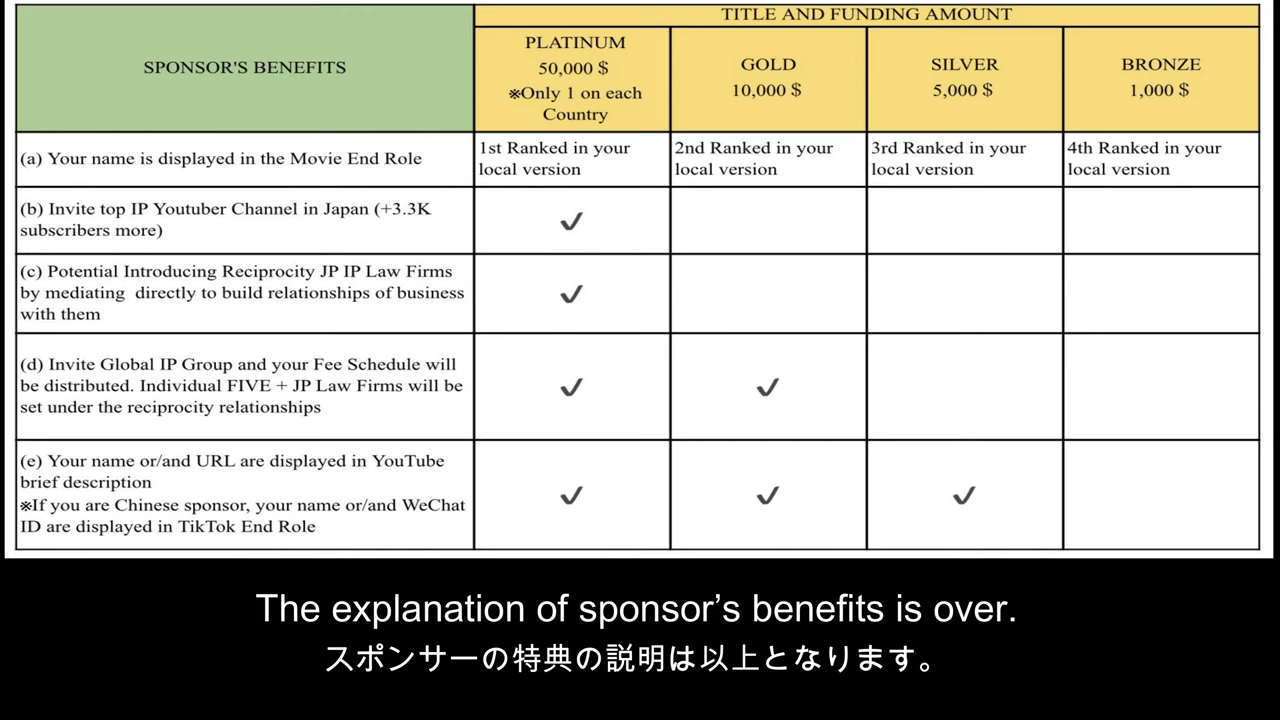 TITLE AND FUNDING AMOUNT
SPONSOR'S BENEFITS
PLATINUM
50,000 $
※Only 1 on each
Country
GOLD
10,000 $
SILVER
5,000 $
BRONZE
1,000 $
(a) Your name is displayed in the Movie End Role
1st Ranked in your
local version
2nd Ranked in your
local version
3rd Ranked in your
local version
4th Ranked in your
local version
(b) Invite top IP Youtuber Channel in Japan (+3.3K
subscribers more)
✓
(c) Potential Introducing Reciprocity JP IP Law Firms
by mediating directly to build relationships of business
with them
✓
(d) Invite Global IP Group and your Fee Schedule will
be distributed. Individual FIVE + JP Law Firms will be
set under the reciprocity relationships
✓ ✓
(e) Your name or/and URL are displayed in YouTube
brief description
※If you are Chinese sponsor, your name or/and WeChat
ID are displayed in TikTok End Role
✓ ✓ ✓
The explanation of sponsor’s benefits is over.
スポンサーの特典の説明は以上となります。